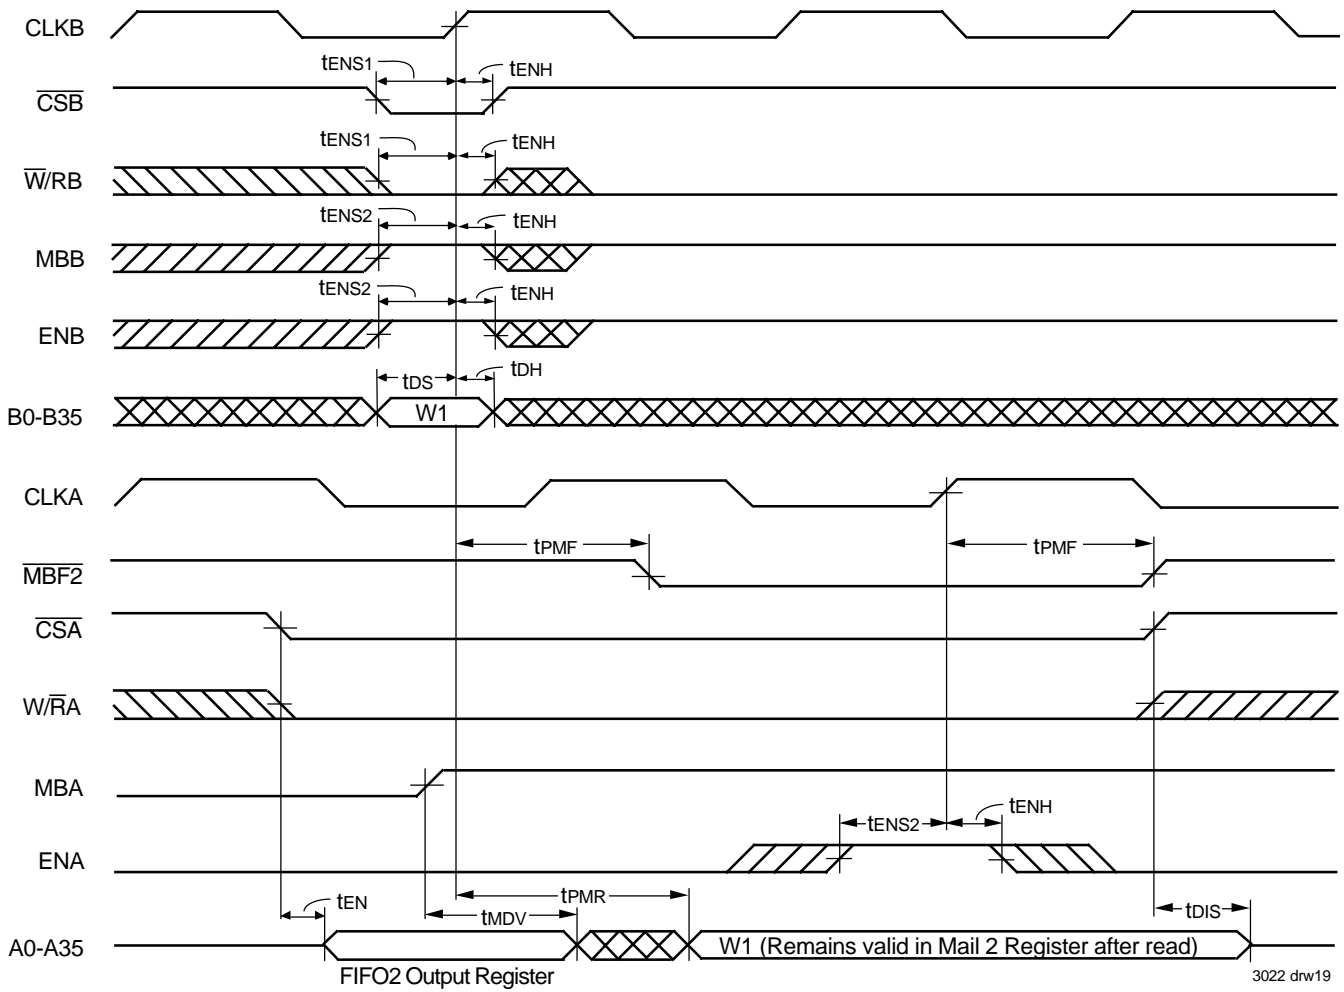 CLKB
tENS1
tENH
CSB
tENS1
tENH
W/RB
tENS2
tENH
MBB
tENS2
tENH
ENB
tDS
tDH
B0-B35
W1
CLKA
tPMF
tPMF
MBF2
CSA
W/RA
MBA
tENS2
tENH
ENA
tEN
tMDV
tPMR
tDIS
A0-A35
W1 (Remains valid in Mail 2 Register after read)
FIFO2 Output Register
3022 drw19